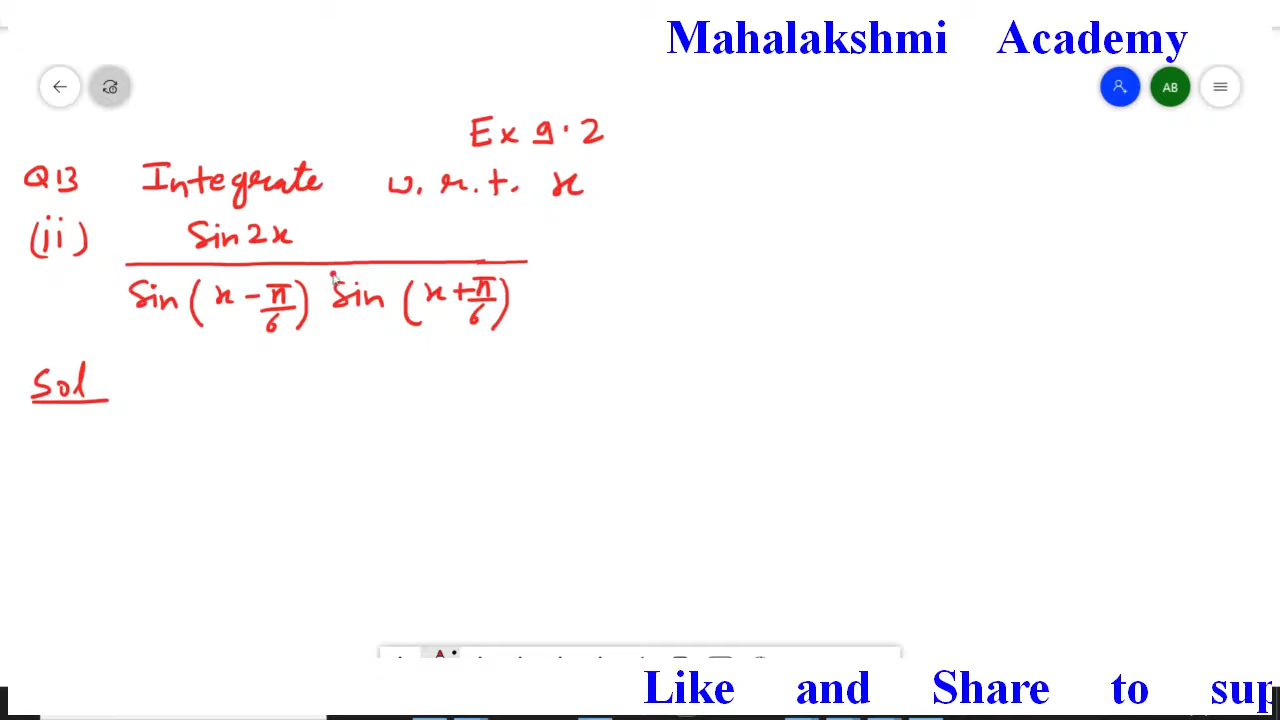 Mahalakshmi Academy
AB
Ex 9.2
Q13 Integrate w.r.t. x
(ii) Sin 2x
Sin (x - π/6) Sin (x + π/6)
Sol
Like and Share to sup